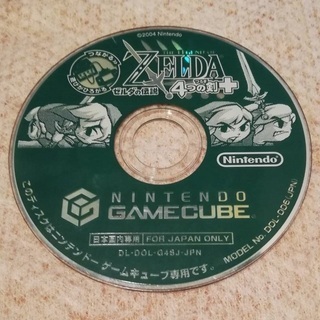 ©2004 Nintendo
THE LEGEND OF
ZELDA
ゼルダの伝説
4つの剣+
Nintendo
NINTENDO
GAMECUBE
日本国内専用 FOR JAPAN ONLY
DL-DOL-G4SJ-JPN
このディスクはニンテンドーゲームキューブ専用です。
MODEL No. DOL-006(JPN)